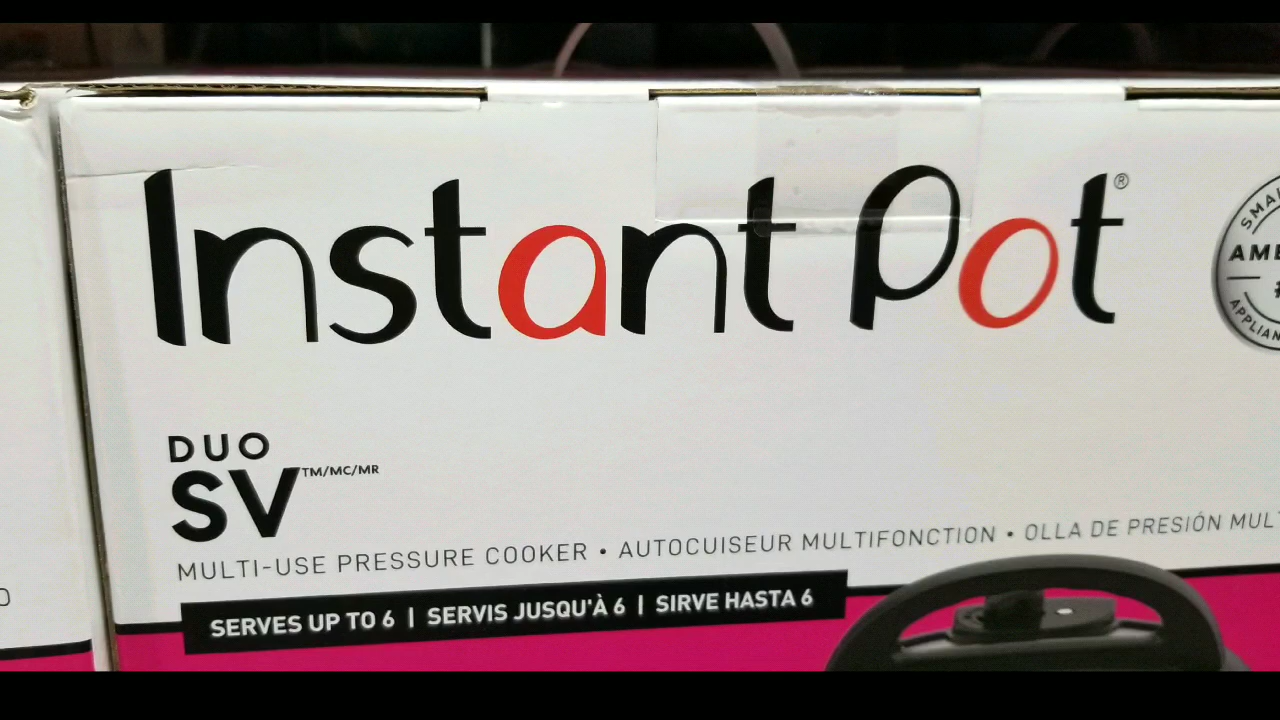 Instant Pot®
DUO
SV™/MC/MR
MULTI-USE PRESSURE COOKER • AUTOCUISEUR MULTIFONCTION • OLLA DE PRESIÓN
SERVES UP TO 6 | SERVIS JUSQU'À 6 | SIRVE HASTA 6